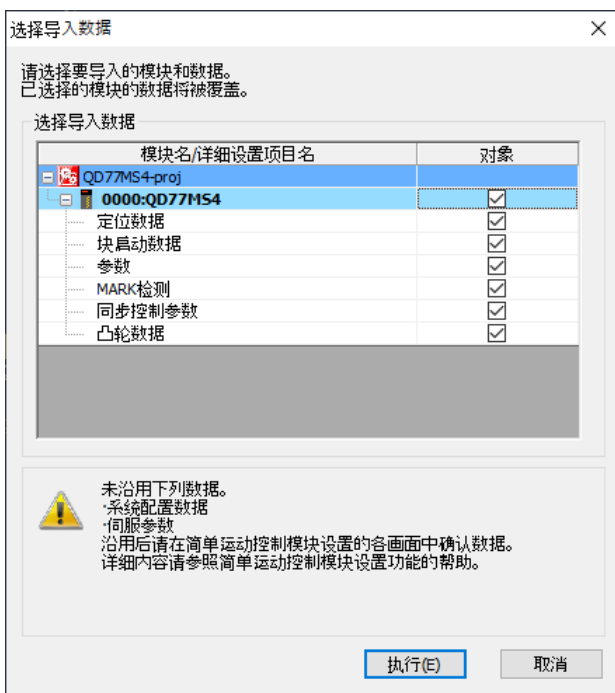 选择导入数据
请选择要导入的模块和数据。
已选择的模块的数据将被覆盖。
选择导入数据
模块名/详细设置项目名 对象
QD77MS4-proj
0000:QD77MS4
定位数据
块启动数据
参数
MARK检测
同步控制参数
凸轮数据
未沿用下列数据。
·系统配置数据
·伺服参数
沿用后请在简单运动控制模块设置的各画面中确认数据。
详细内容请参照简单运动控制模块设置功能的帮助。
执行(E) 取消